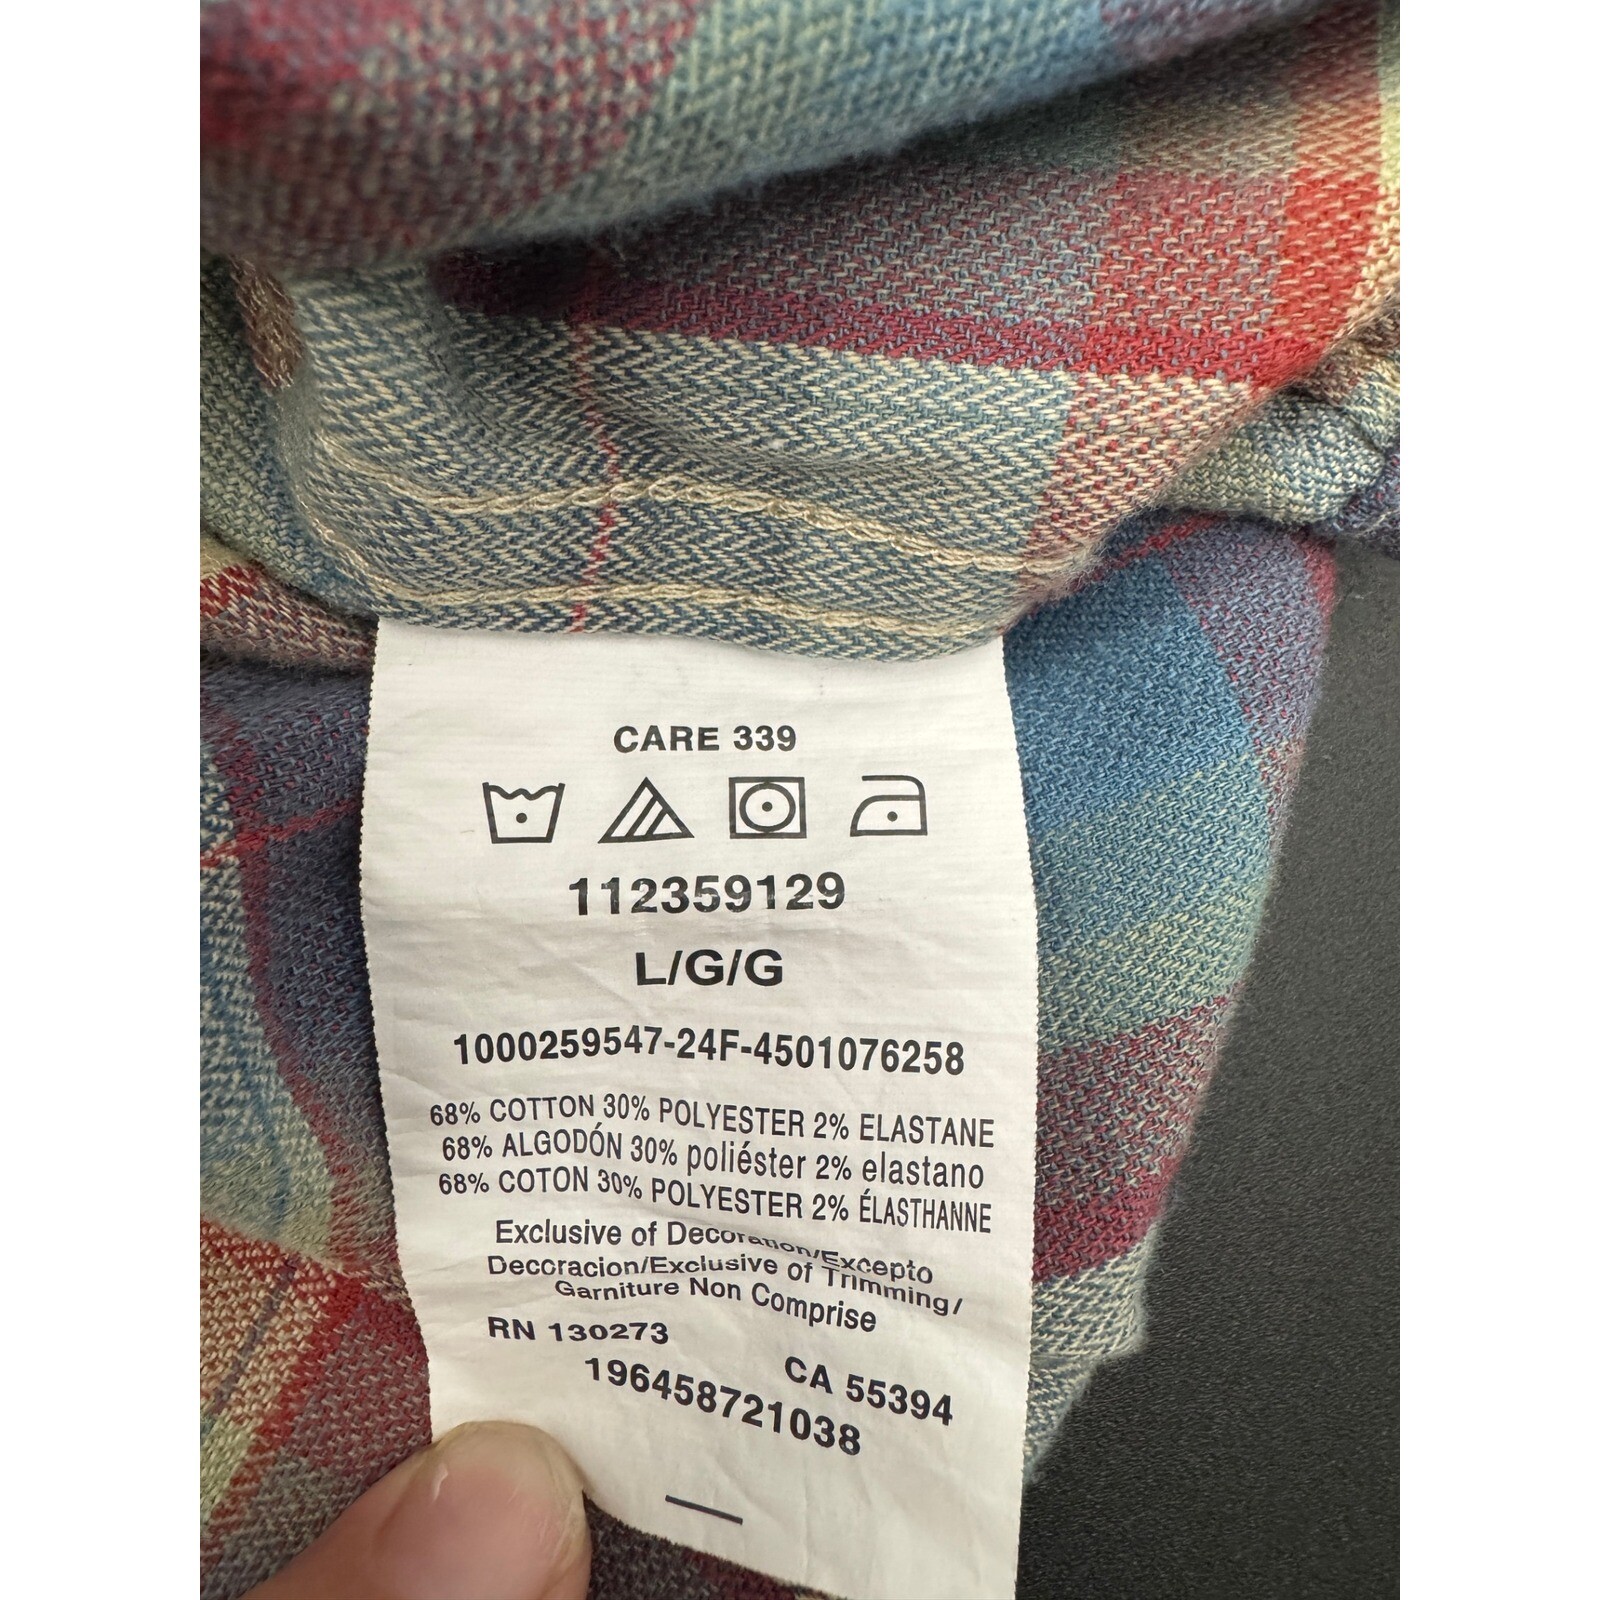 CARE 339
112359129
L/G/G
1000259547-24F-4501076258
68% COTTON 30% POLYESTER 2% ELASTANE
68% ALGODÓN 30% poliéster 2% elastano
68% COTON 30% POLYESTER 2% ÉLASTHANNE
Exclusive of Decoration/Excepto
Decoracion/Exclusive of Trimming/
Garniture Non Comprise
RN 130273
CA 55394
196458721038